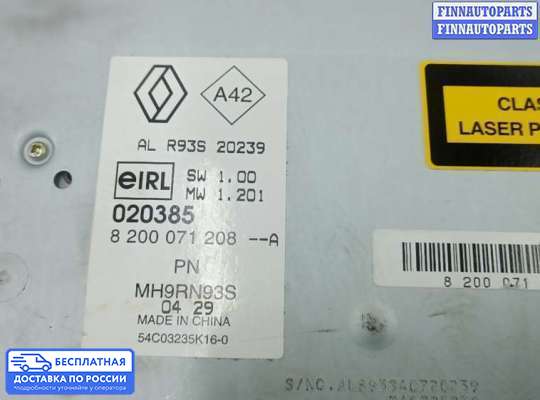 FINNAUTOPARTS
FINNAUTOPARTS
A42
AL R93S 20239
eIRL
SW 1.00
MW 1.201
020385
8 200 071 208 --A
PN
MH9RN93S
04 29
MADE IN CHINA
54C03235K16-0
CLAS
LASER P
8 200 071
БЕСПЛАТНАЯ
ДОСТАВКА ПО РОССИИ